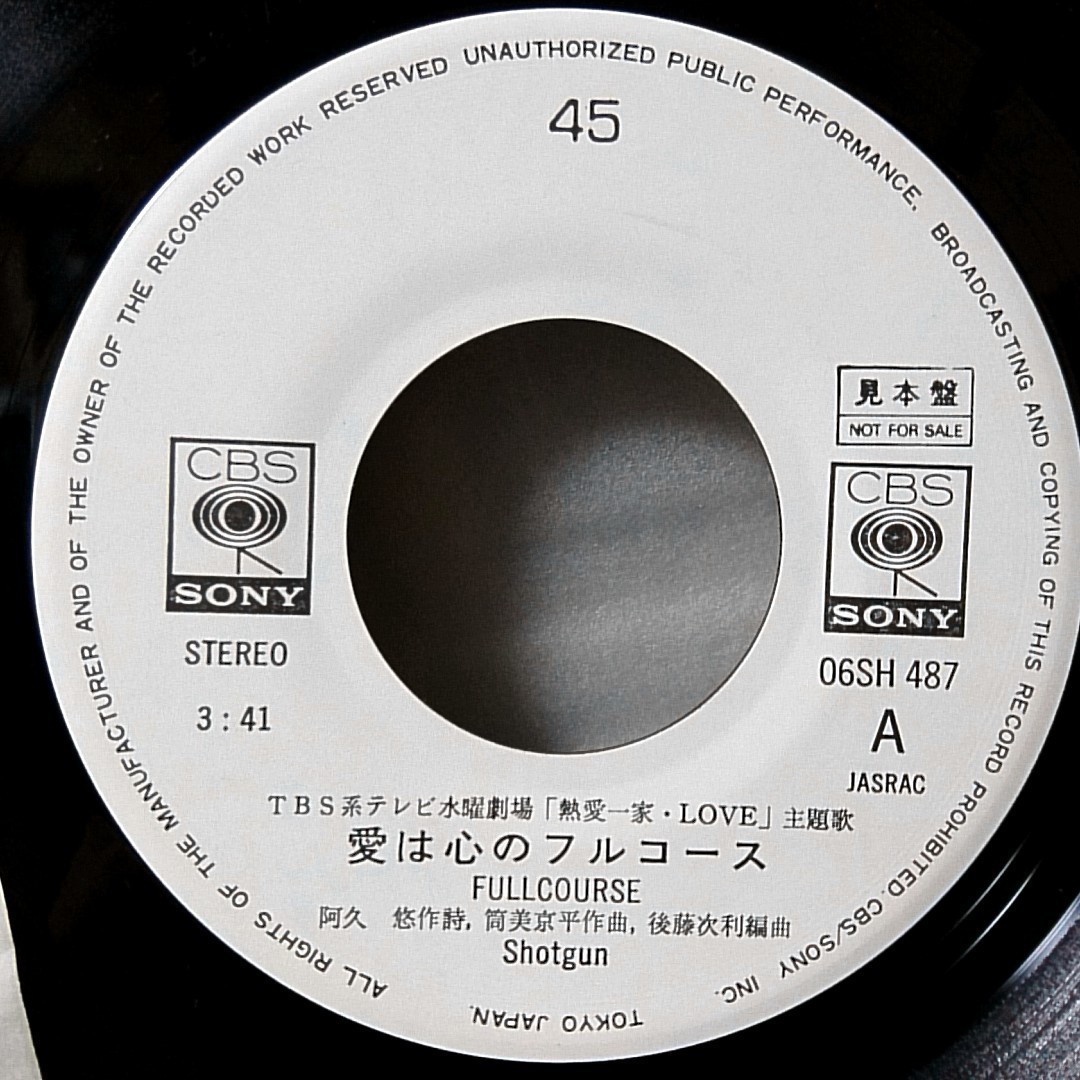 ALL RIGHTS OF THE MANUFACTURER AND OF THE OWNER OF THE RECORDED WORK RESERVED UNAUTHORIZED PUBLIC PERFORMANCE. BROADCASTING AND COPYING OF THIS RECORD PROHIBITED. CBS/SONY INC. TOKYO JAPAN.
45
見本盤
NOT FOR SALE
CBS
SONY
STEREO
3:41
CBS
SONY
06SH 487
A
JASRAC
TBS系テレビ水曜劇場「熱愛一家・LOVE」主題歌
愛は心のフルコース
FULLCOURSE
阿久 悠作詩, 筒美京平作曲, 後藤次利編曲
Shotgun